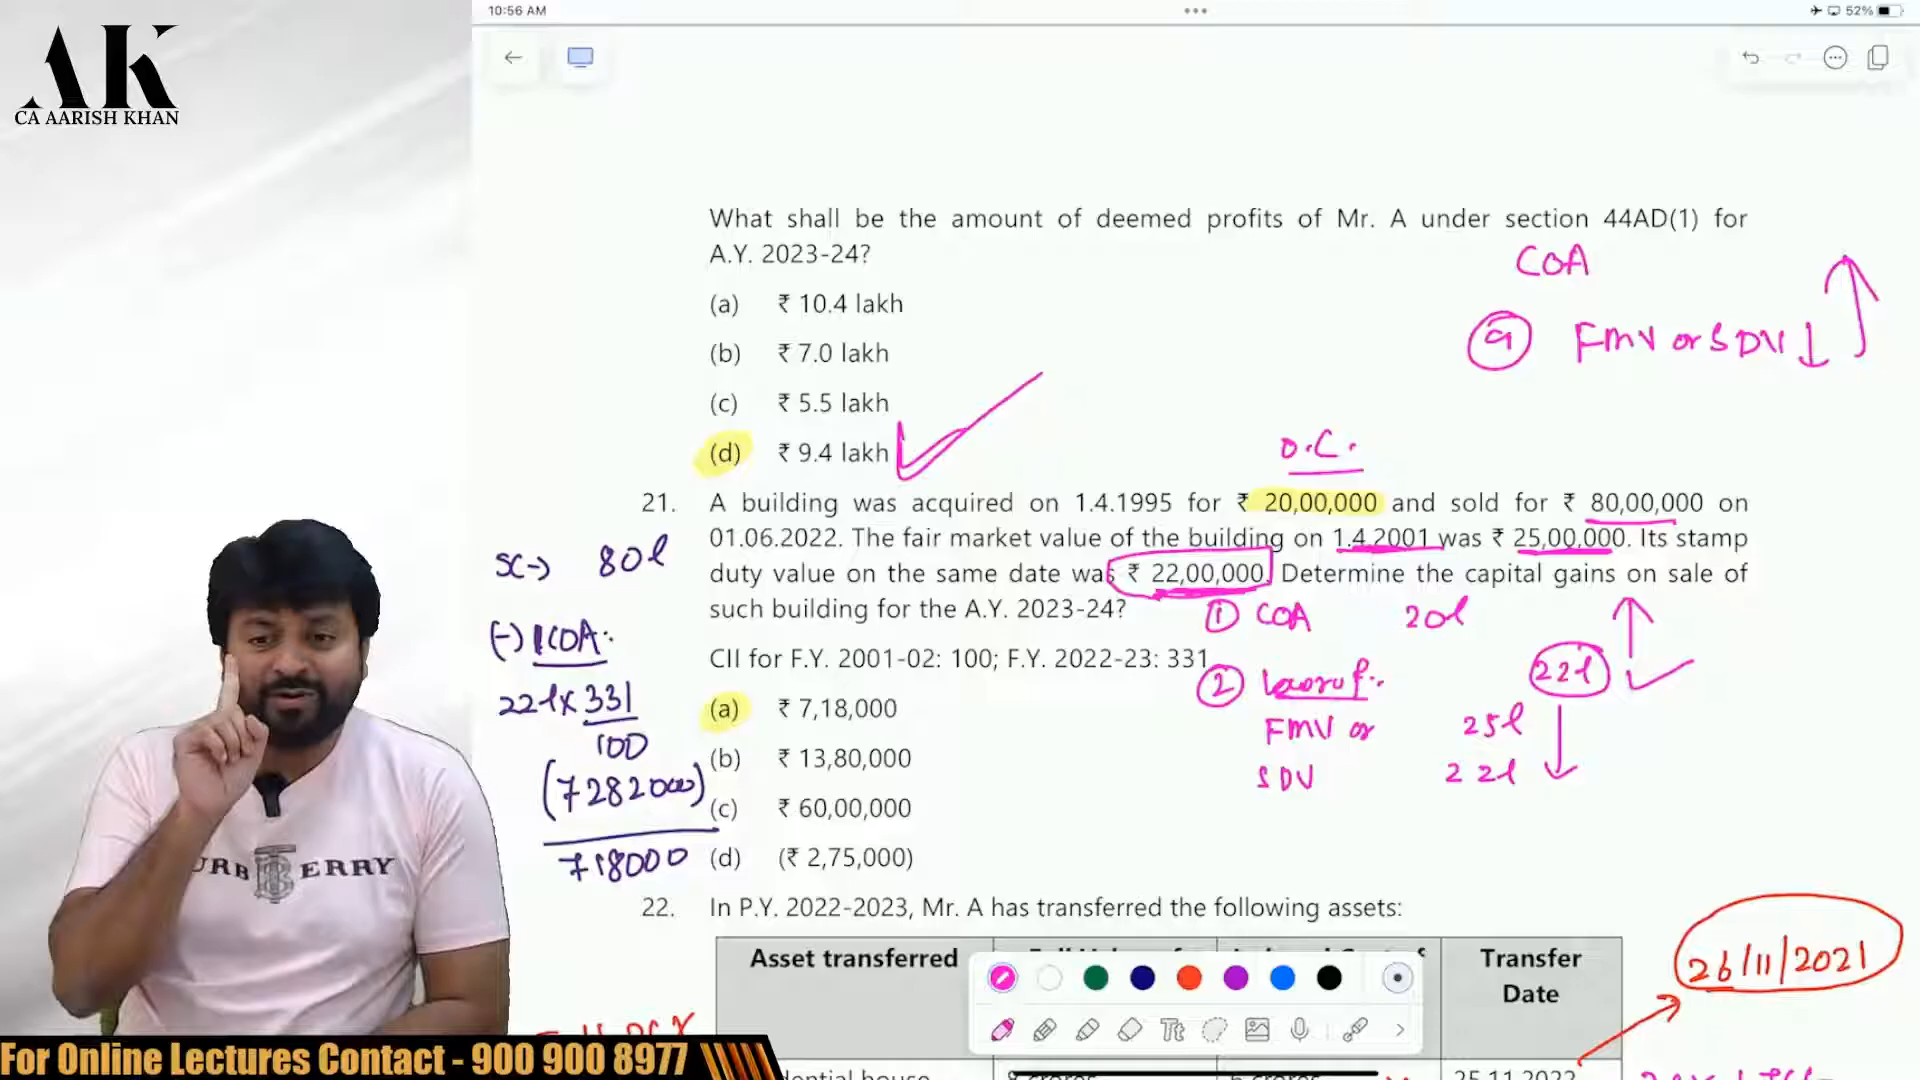 10:56 AM
52%
AK
CA AARISH KHAN
What shall be the amount of deemed profits of Mr. A under section 44AD(1) for
A.Y. 2023-24?
COA
(a) ₹ 10.4 lakh
FMV or SDV ↓
(b) ₹ 7.0 lakh
(c) ₹ 5.5 lakh
(d) ₹ 9.4 lakh
O.C.
21. A building was acquired on 1.4.1995 for ₹ 20,00,000 and sold for ₹ 80,00,000 on
01.06.2022. The fair market value of the building on 1.4.2001 was ₹ 25,00,000. Its stamp
duty value on the same date was ₹ 22,00,000. Determine the capital gains on sale of
such building for the A.Y. 2023-24?
SC→ 80l
(-) ICOA:
22l x 331
100
(7282000)
718000
① COA 20l
CII for F.Y. 2001-02: 100; F.Y. 2022-23: 331
② 22l
FMV or 25l
SDV 22l
(a) ₹ 7,18,000
(b) ₹ 13,80,000
(c) ₹ 60,00,000
(d) (₹ 2,75,000)
22. In P.Y. 2022-2023, Mr. A has transferred the following assets:
Asset transferred
Transfer
Date
26/11/2021
BURBERRY
Tt
25.11.2022
For Online Lectures Contact - 900 900 8977